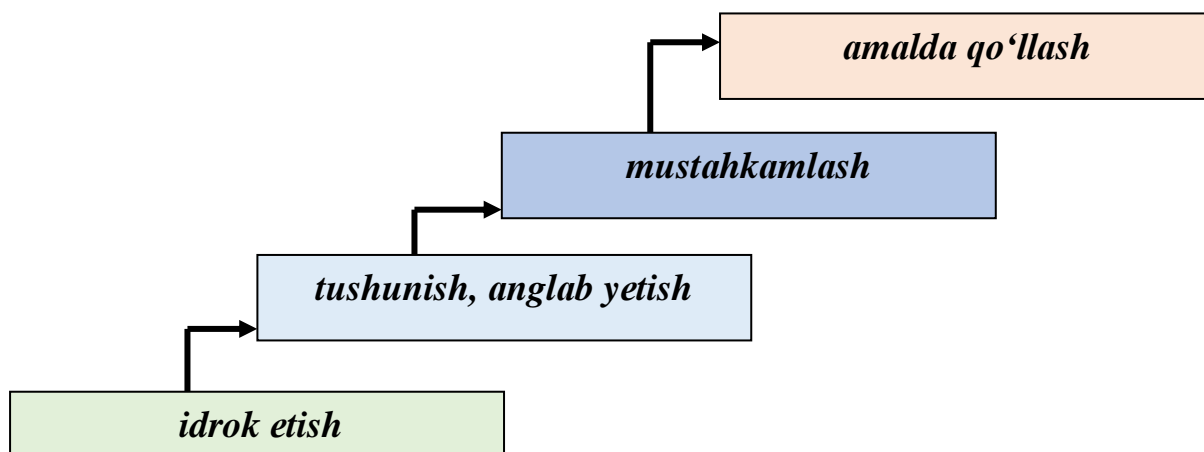 amalda qo‘llash
mustahkamlash
tushunish, anglab yetish
idrok etish